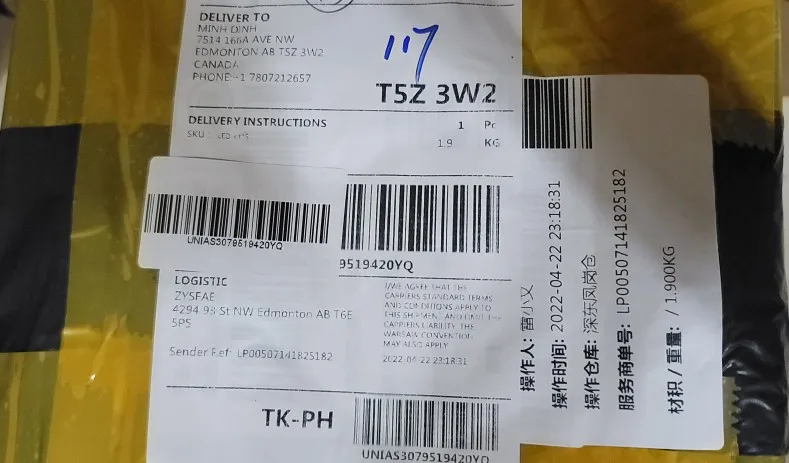 DELIVER TO
MINH DINH
7514 166A AVE NW
EDMONTON AB T5Z 3W2
CANADA
PHONE:+1 7807212657
117
T5Z 3W2
DELIVERY INSTRUCTIONS
1 Pc
SKU
1.9 KG
UNIAS3079519420YQ
9519420YQ
LOGISTIC
ZYSFAE
4294 93 St NW Edmonton AB T6E
5P5
Sender Ref: LP00507141825182
I/WE AGREE THAT THE
CARRIERS STANDARD TERMS
AND CONDITIONS APPLY TO
THIS SHIPMENT AND LIMIT THE
CARRIERS LIABILITY. THE
WARSAW CONVENTION
MAY ALSO APPLY
2022-04-22 23:18:31
TK-PH
UNIAS3079519420YQ
操作人:
操作时间: 2022-04-22 23:18:31
操作仓库: 深东凤岗仓
服务商单号: LP00507141825182
材积 / 重量: / 1.900KG